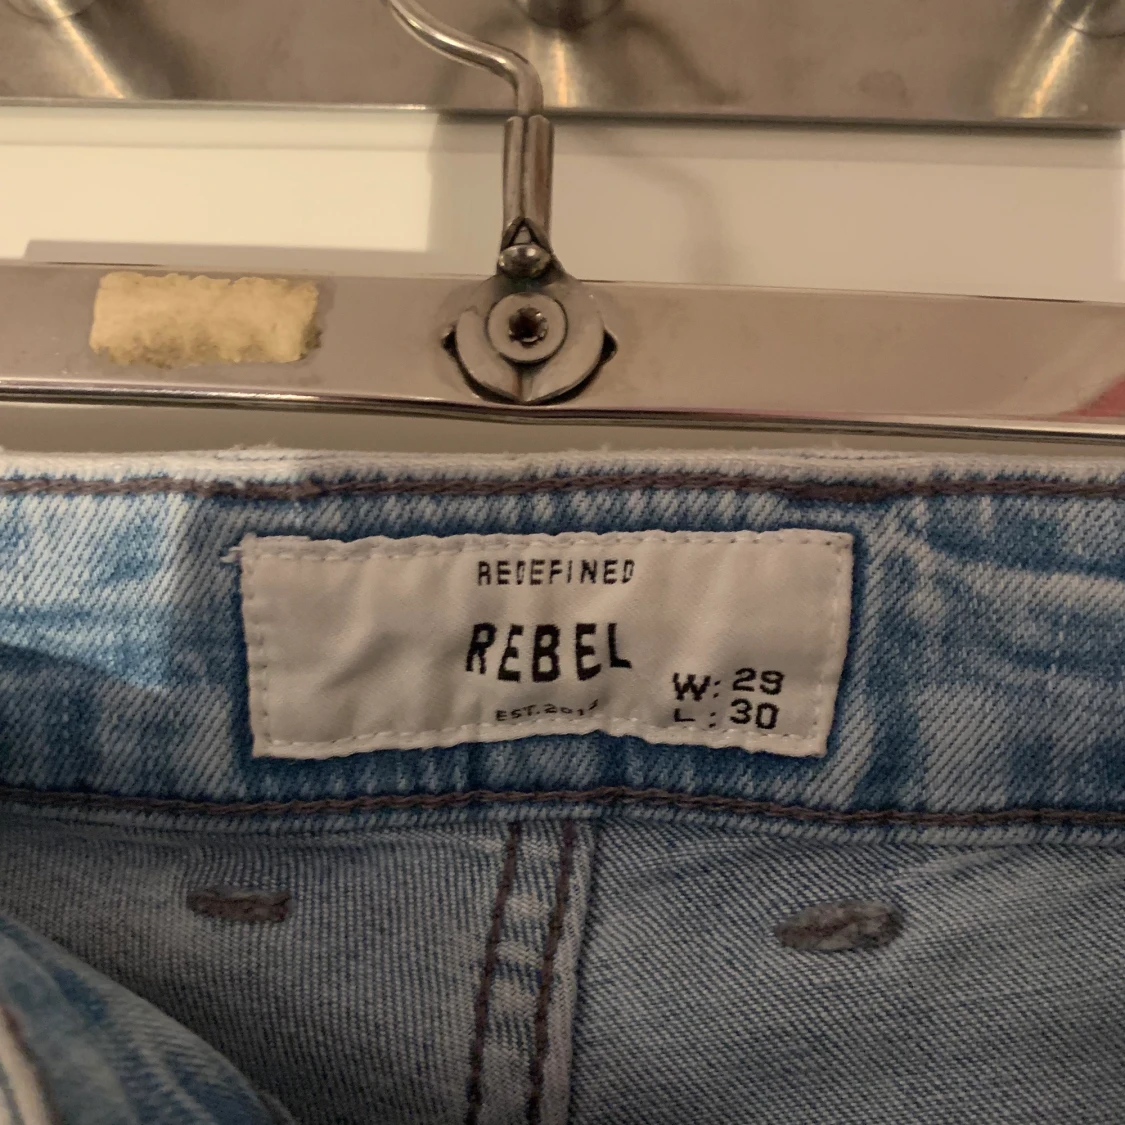 REDEFINED
REBEL
W: 29
L: 30